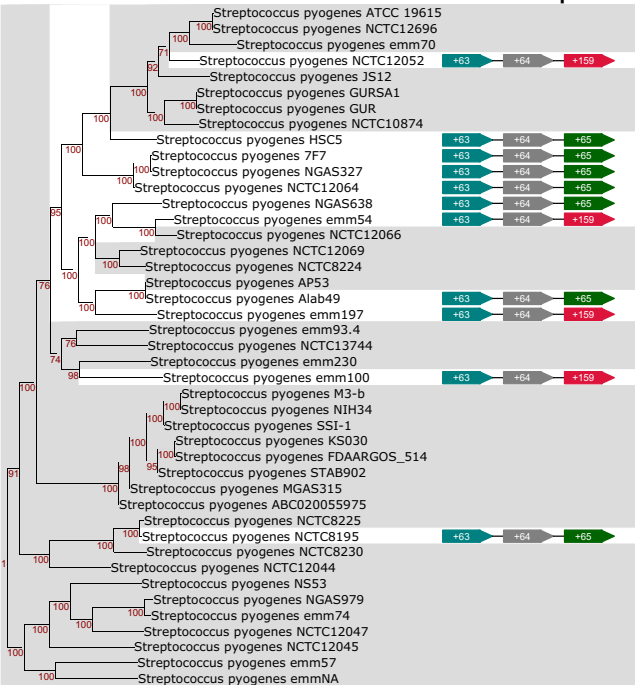 Streptococcus pyogenes ATCC 19615
100
Streptococcus pyogenes NCTC12696
100
Streptococcus pyogenes emm70
71
Streptococcus pyogenes NCTC12052 +63 +64 +159
92
Streptococcus pyogenes JS12
Streptococcus pyogenes GURSA1
100
Streptococcus pyogenes GUR
100
100
Streptococcus pyogenes NCTC10874
Streptococcus pyogenes HSC5 +63 +64 +65
Streptococcus pyogenes 7F7 +63 +64 +65
100
100
Streptococcus pyogenes NGAS327 +63 +64 +65
100
Streptococcus pyogenes NCTC12064 +63 +64 +65
Streptococcus pyogenes NGAS638 +63 +64 +65
95
Streptococcus pyogenes emm54 +63 +64 +159
100
Streptococcus pyogenes NCTC12066
100
Streptococcus pyogenes NCTC12069
100
100
Streptococcus pyogenes NCTC8224
76
Streptococcus pyogenes AP53
100
Streptococcus pyogenes Alab49 +63 +64 +65
100
Streptococcus pyogenes emm197 +63 +64 +159
Streptococcus pyogenes emm93.4
76
Streptococcus pyogenes NCTC13744
74
Streptococcus pyogenes emm230
98
Streptococcus pyogenes emm100 +63 +64 +159
100
Streptococcus pyogenes M3-b
100
Streptococcus pyogenes NIH34
100
Streptococcus pyogenes SSI-1
100
Streptococcus pyogenes KS030
100
Streptococcus pyogenes FDAARGOS_514
95
98
Streptococcus pyogenes STAB902
91
100
Streptococcus pyogenes MGAS315
Streptococcus pyogenes ABC020055975
Streptococcus pyogenes NCTC8225
100
Streptococcus pyogenes NCTC8195 +63 +64 +65
100
Streptococcus pyogenes NCTC8230
100
1
Streptococcus pyogenes NCTC12044
Streptococcus pyogenes NS53
Streptococcus pyogenes NGAS979
100
100
Streptococcus pyogenes emm74
100
100
Streptococcus pyogenes NCTC12047
Streptococcus pyogenes NCTC12045
100
Streptococcus pyogenes emm57
100
Streptococcus pyogenes emmNA